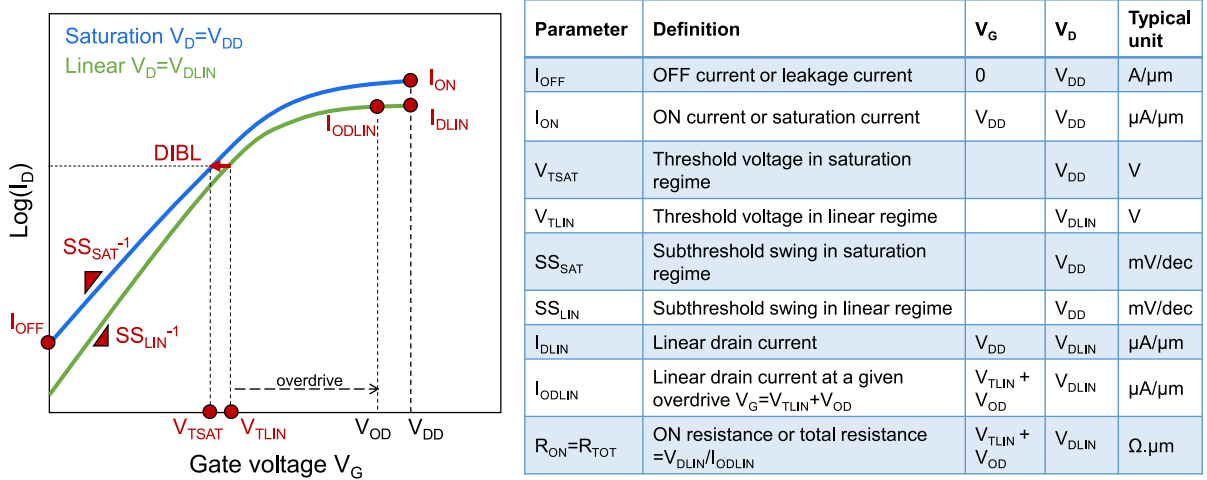 Saturation V_D=V_DD
Linear V_D=V_DLIN
I_ON
I_ODLIN
I_DLIN
DIBL
Log(I_D)
SS_SAT^-1
I_OFF
SS_LIN^-1
overdrive
V_TSAT V_TLIN V_OD V_DD
Gate voltage V_G
Parameter Definition V_G V_D Typical
unit
I_OFF OFF current or leakage current 0 V_DD A/µm
I_ON ON current or saturation current V_DD V_DD µA/µm
V_TSAT Threshold voltage in saturation
regime V_DD V
V_TLIN Threshold voltage in linear regime V_DLIN V
SS_SAT Subthreshold swing in saturation
regime V_DD mV/dec
SS_LIN Subthreshold swing in linear regime V_DD mV/dec
I_DLIN Linear drain current V_DD V_DLIN µA/µm
I_ODLIN Linear drain current at a given
overdrive V_G=V_TLIN+V_OD V_TLIN +
V_OD V_DLIN µA/µm
R_ON=R_TOT ON resistance or total resistance
=V_DLIN/I_ODLIN V_TLIN +
V_OD V_DLIN Ω.µm